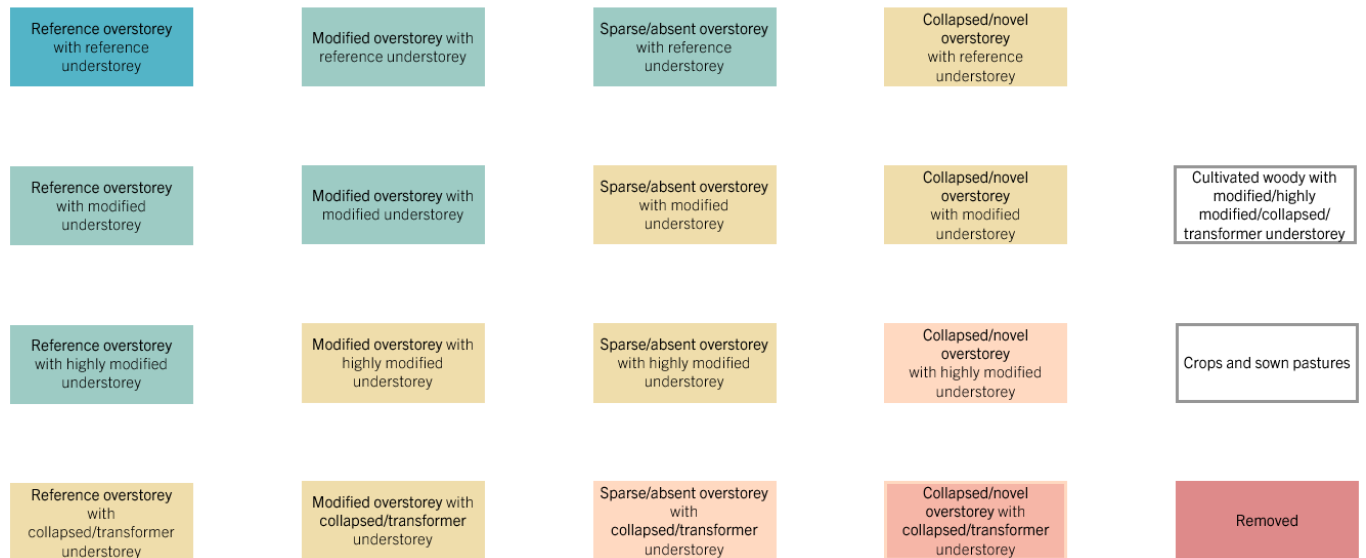 Reference overstorey
with reference
understorey
Modified overstorey with
reference understorey
Sparse/absent overstorey
with reference
understorey
Collapsed/novel
overstorey
with reference
understorey
Reference overstorey
with modified
understorey
Modified overstorey with
modified understorey
Sparse/absent overstorey
with modified
understorey
Collapsed/novel
overstorey
with modified
understorey
Cultivated woody with
modified/highly
modified/collapsed/
transformer understorey
Reference overstorey
with highly modified
understorey
Modified overstorey with
highly modified
understorey
Sparse/absent overstorey
with highly modified
understorey
Collapsed/novel
overstorey
with highly modified
understorey
Crops and sown pastures
Reference overstorey
with
collapsed/transformer
understorey
Modified overstorey with
collapsed/transformer
understorey
Sparse/absent overstorey
with
collapsed/transformer
understorey
Collapsed/novel
overstorey with
collapsed/transformer
understorey
Removed